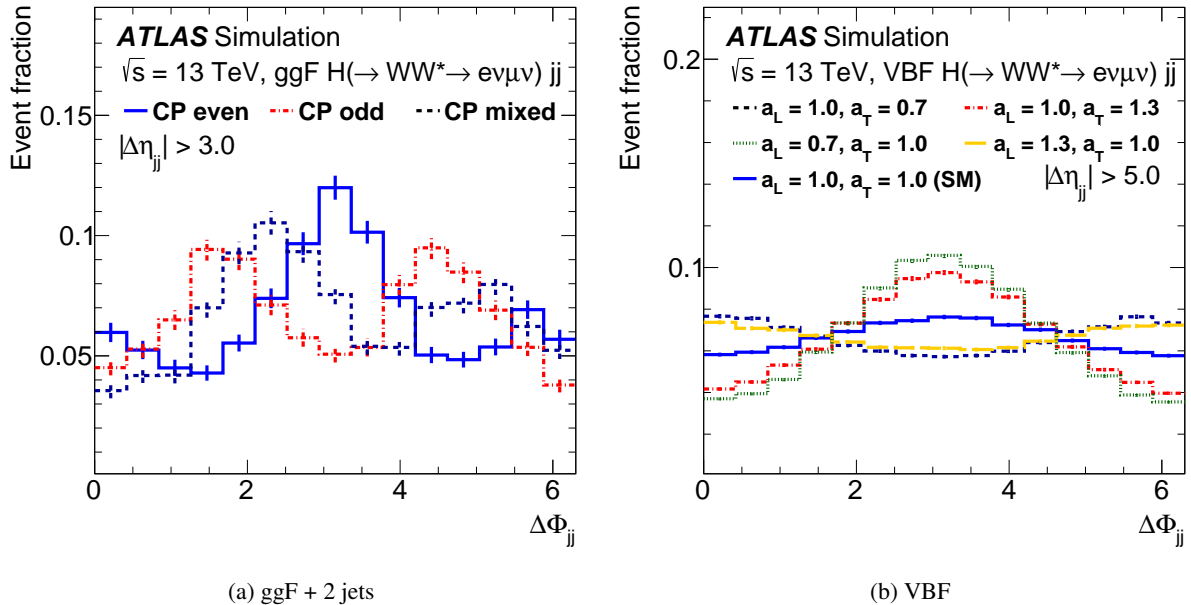 ATLAS Simulation
√s = 13 TeV, ggF H(→ WW*→ eνμν) jj
CP even CP odd CP mixed
|Δη_jj| > 3.0
Event fraction
0.15
0.1
0.05
0 2 4 6
ΔΦ_jj
(a) ggF + 2 jets
ATLAS Simulation
√s = 13 TeV, VBF H(→ WW*→ eνμν) jj
a_L = 1.0, a_T = 0.7 a_L = 1.0, a_T = 1.3
a_L = 0.7, a_T = 1.0 a_L = 1.3, a_T = 1.0
a_L = 1.0, a_T = 1.0 (SM) |Δη_jj| > 5.0
Event fraction
0.2
0.1
0 2 4 6
ΔΦ_jj
(b) VBF